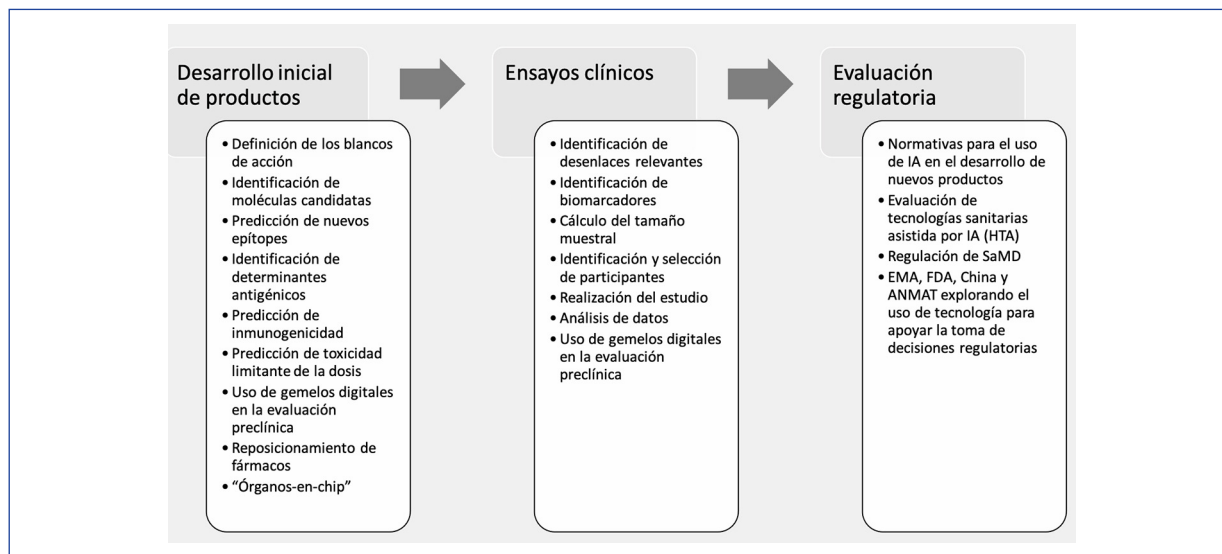 Desarrollo inicial
de productos
• Definición de los blancos
de acción
• Identificación de
moléculas candidatas
• Predicción de nuevos
epítopes
• Identificación de
determinantes
antigénicos
• Predicción de
inmunogenicidad
• Predicción de toxicidad
limitante de la dosis
• Uso de gemelos digitales
en la evaluación
preclínica
• Reposicionamiento de
fármacos
• “Órganos-en-chip”
Ensayos clínicos
• Identificación de
desenlaces relevantes
• Identificación de
biomarcadores
• Cálculo del tamaño
muestral
• Identificación y selección
de participantes
• Realización del estudio
• Análisis de datos
• Uso de gemelos digitales
en la evaluación
preclínica
Evaluación
regulatoria
• Normativas para el uso
de IA en el desarrollo de
nuevos productos
• Evaluación de
tecnologías sanitarias
asistida por IA (HTA)
• Regulación de SaMD
• EMA, FDA, China y
ANMAT explorando el
uso de tecnología para
apoyar la toma de
decisiones regulatorias